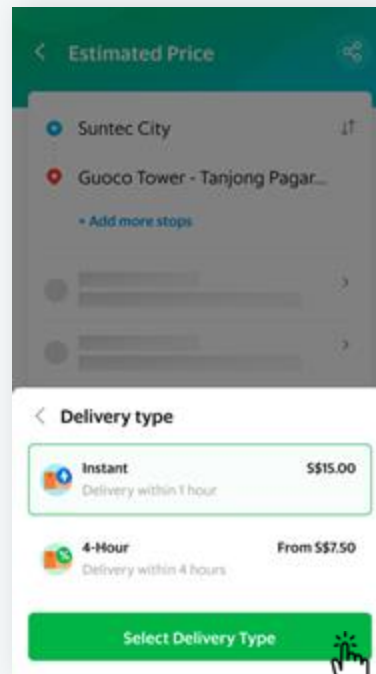 Estimated Price
Suntec City
Guoco Tower - Tanjong Pagar...
+ Add more stops
Delivery type
Instant
S$15.00
Delivery within 1 hour
4-Hour
From S$7.50
Delivery within 4 hours
Select Delivery Type